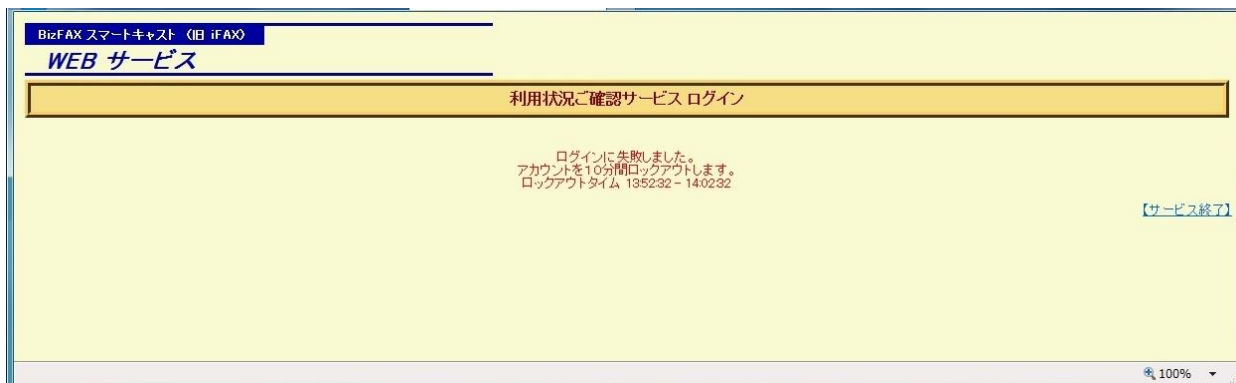 BizFAX スマートキャスト（旧 iFAX）
WEB サービス
利用状況ご確認サービス ログイン
ログインに失敗しました。
アカウントを10分間ロックアウトします。
ロックアウトタイム 13:52:32 - 14:02:32
【サービス終了】
100%